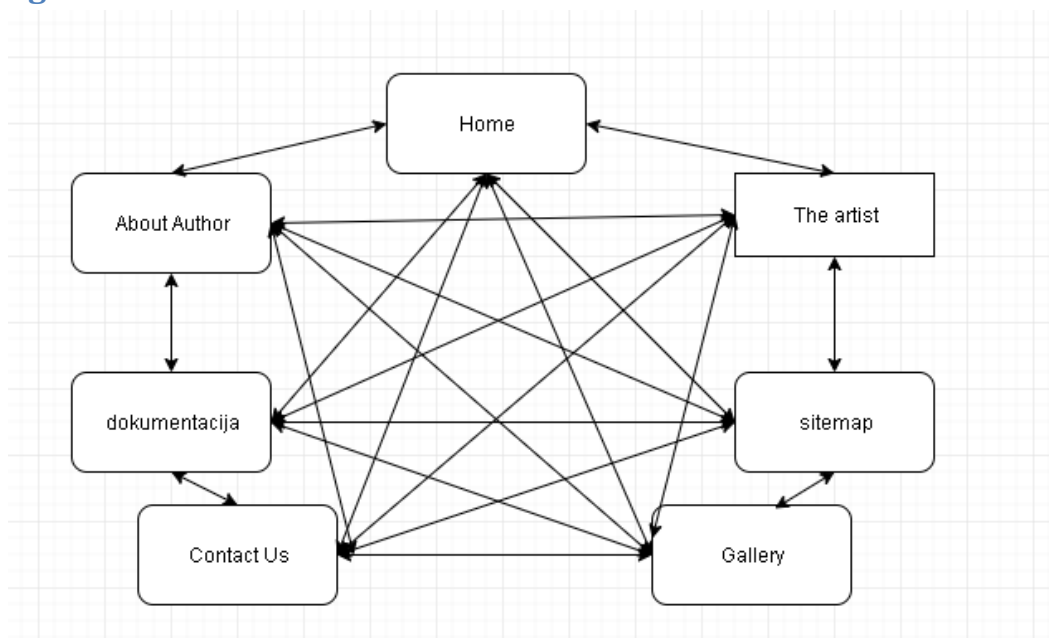 Home
About Author
The artist
dokumentacija
sitemap
Contact Us
Gallery